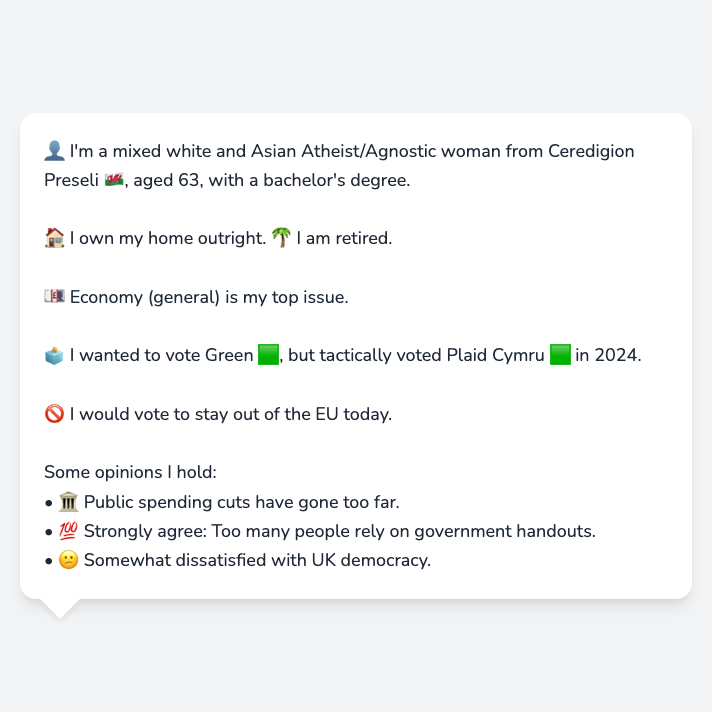 👤 I'm a mixed white and Asian Atheist/Agnostic woman from Ceredigion
Preseli 🏴󠁧󠁢󠁷󠁬󠁳󠁿, aged 63, with a bachelor's degree.
🏠 I own my home outright. 🌴 I am retired.
💷 Economy (general) is my top issue.
🗳️ I wanted to vote Green 🟩, but tactically voted Plaid Cymru 🟩 in 2024.
🚫 I would vote to stay out of the EU today.
Some opinions I hold:
• 🏛️ Public spending cuts have gone too far.
• 💯 Strongly agree: Too many people rely on government handouts.
• 😕 Somewhat dissatisfied with UK democracy.